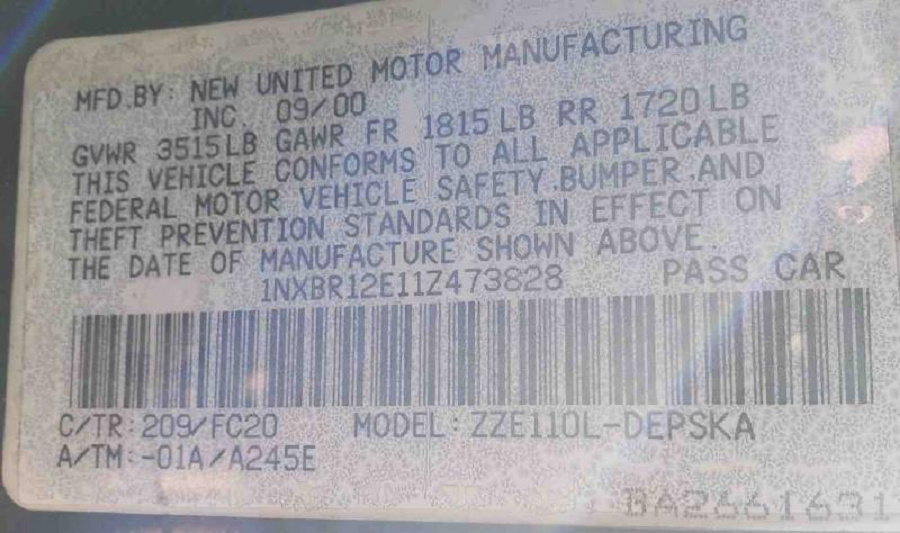 MFD.BY: NEW UNITED MOTOR MANUFACTURING
INC. 09/00
GVWR 3515LB GAWR FR 1815LB RR 1720LB
THIS VEHICLE CONFORMS TO ALL APPLICABLE
FEDERAL MOTOR VEHICLE SAFETY,BUMPER,AND
THEFT PREVENTION STANDARDS IN EFFECT ON
THE DATE OF MANUFACTURE SHOWN ABOVE.
1NXBR12E11Z473828 PASS CAR
C/TR:209/FC20 MODEL:ZZE110L-DEPSKA
A/TM:-01A/A245E
BA2661631